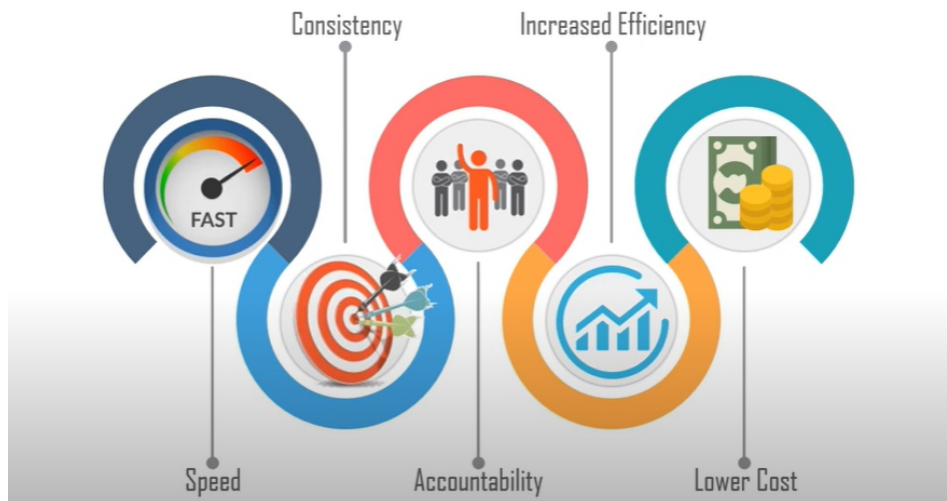 Consistency
Increased Efficiency
FAST
Speed
Accountability
Lower Cost